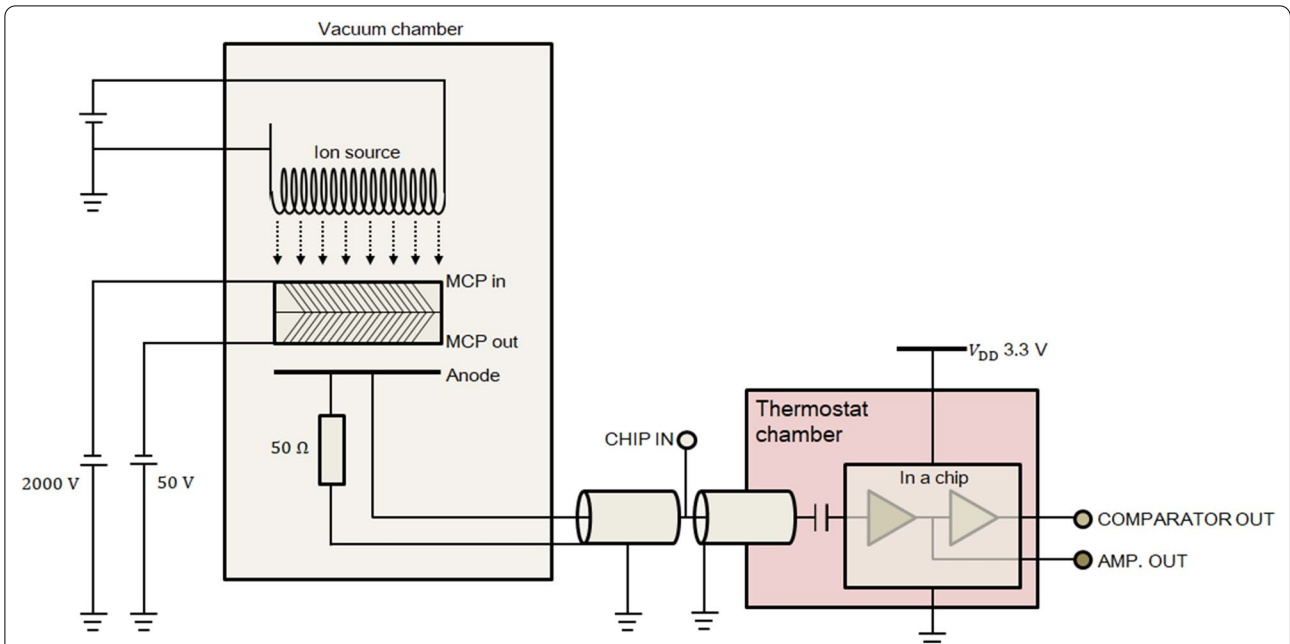 Vacuum chamber
Ion source
MCP in
MCP out
Anode
50 Ω
2000 V
50 V
CHIP IN
V_DD 3.3 V
Thermostat
chamber
In a chip
COMPARATOR OUT
AMP. OUT